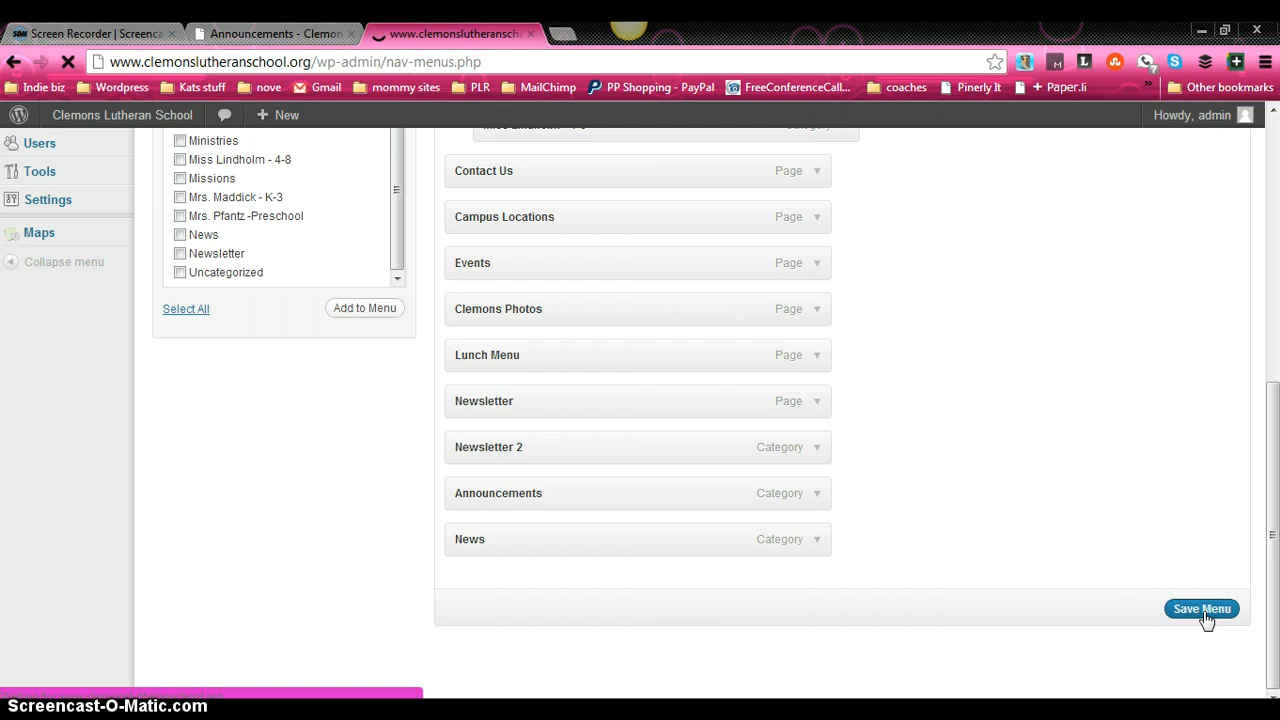 Screen Recorder | Screenca
Announcements - Clemon
www.clemonslutheransch
www.clemonslutheranschool.org/wp-admin/nav-menus.php
Indie biz
Wordpress
Kats stuff
nove
Gmail
mommy sites
PLR
MailChimp
PP Shopping - PayPal
FreeConferenceCall...
coaches
Pinerly It
+ Paper.li
»
Other bookmarks
Clemons Lutheran School
+ New
Howdy, admin
Users
Tools
Settings
Maps
Collapse menu
Ministries
Miss Lindholm - 4-8
Missions
Mrs. Maddick - K-3
Mrs. Pfantz -Preschool
News
Newsletter
Uncategorized
Select All
Add to Menu
Contact Us Page
Campus Locations Page
Events Page
Clemons Photos Page
Lunch Menu Page
Newsletter Page
Newsletter 2 Category
Announcements Category
News Category
Save Menu
Screencast-O-Matic.com